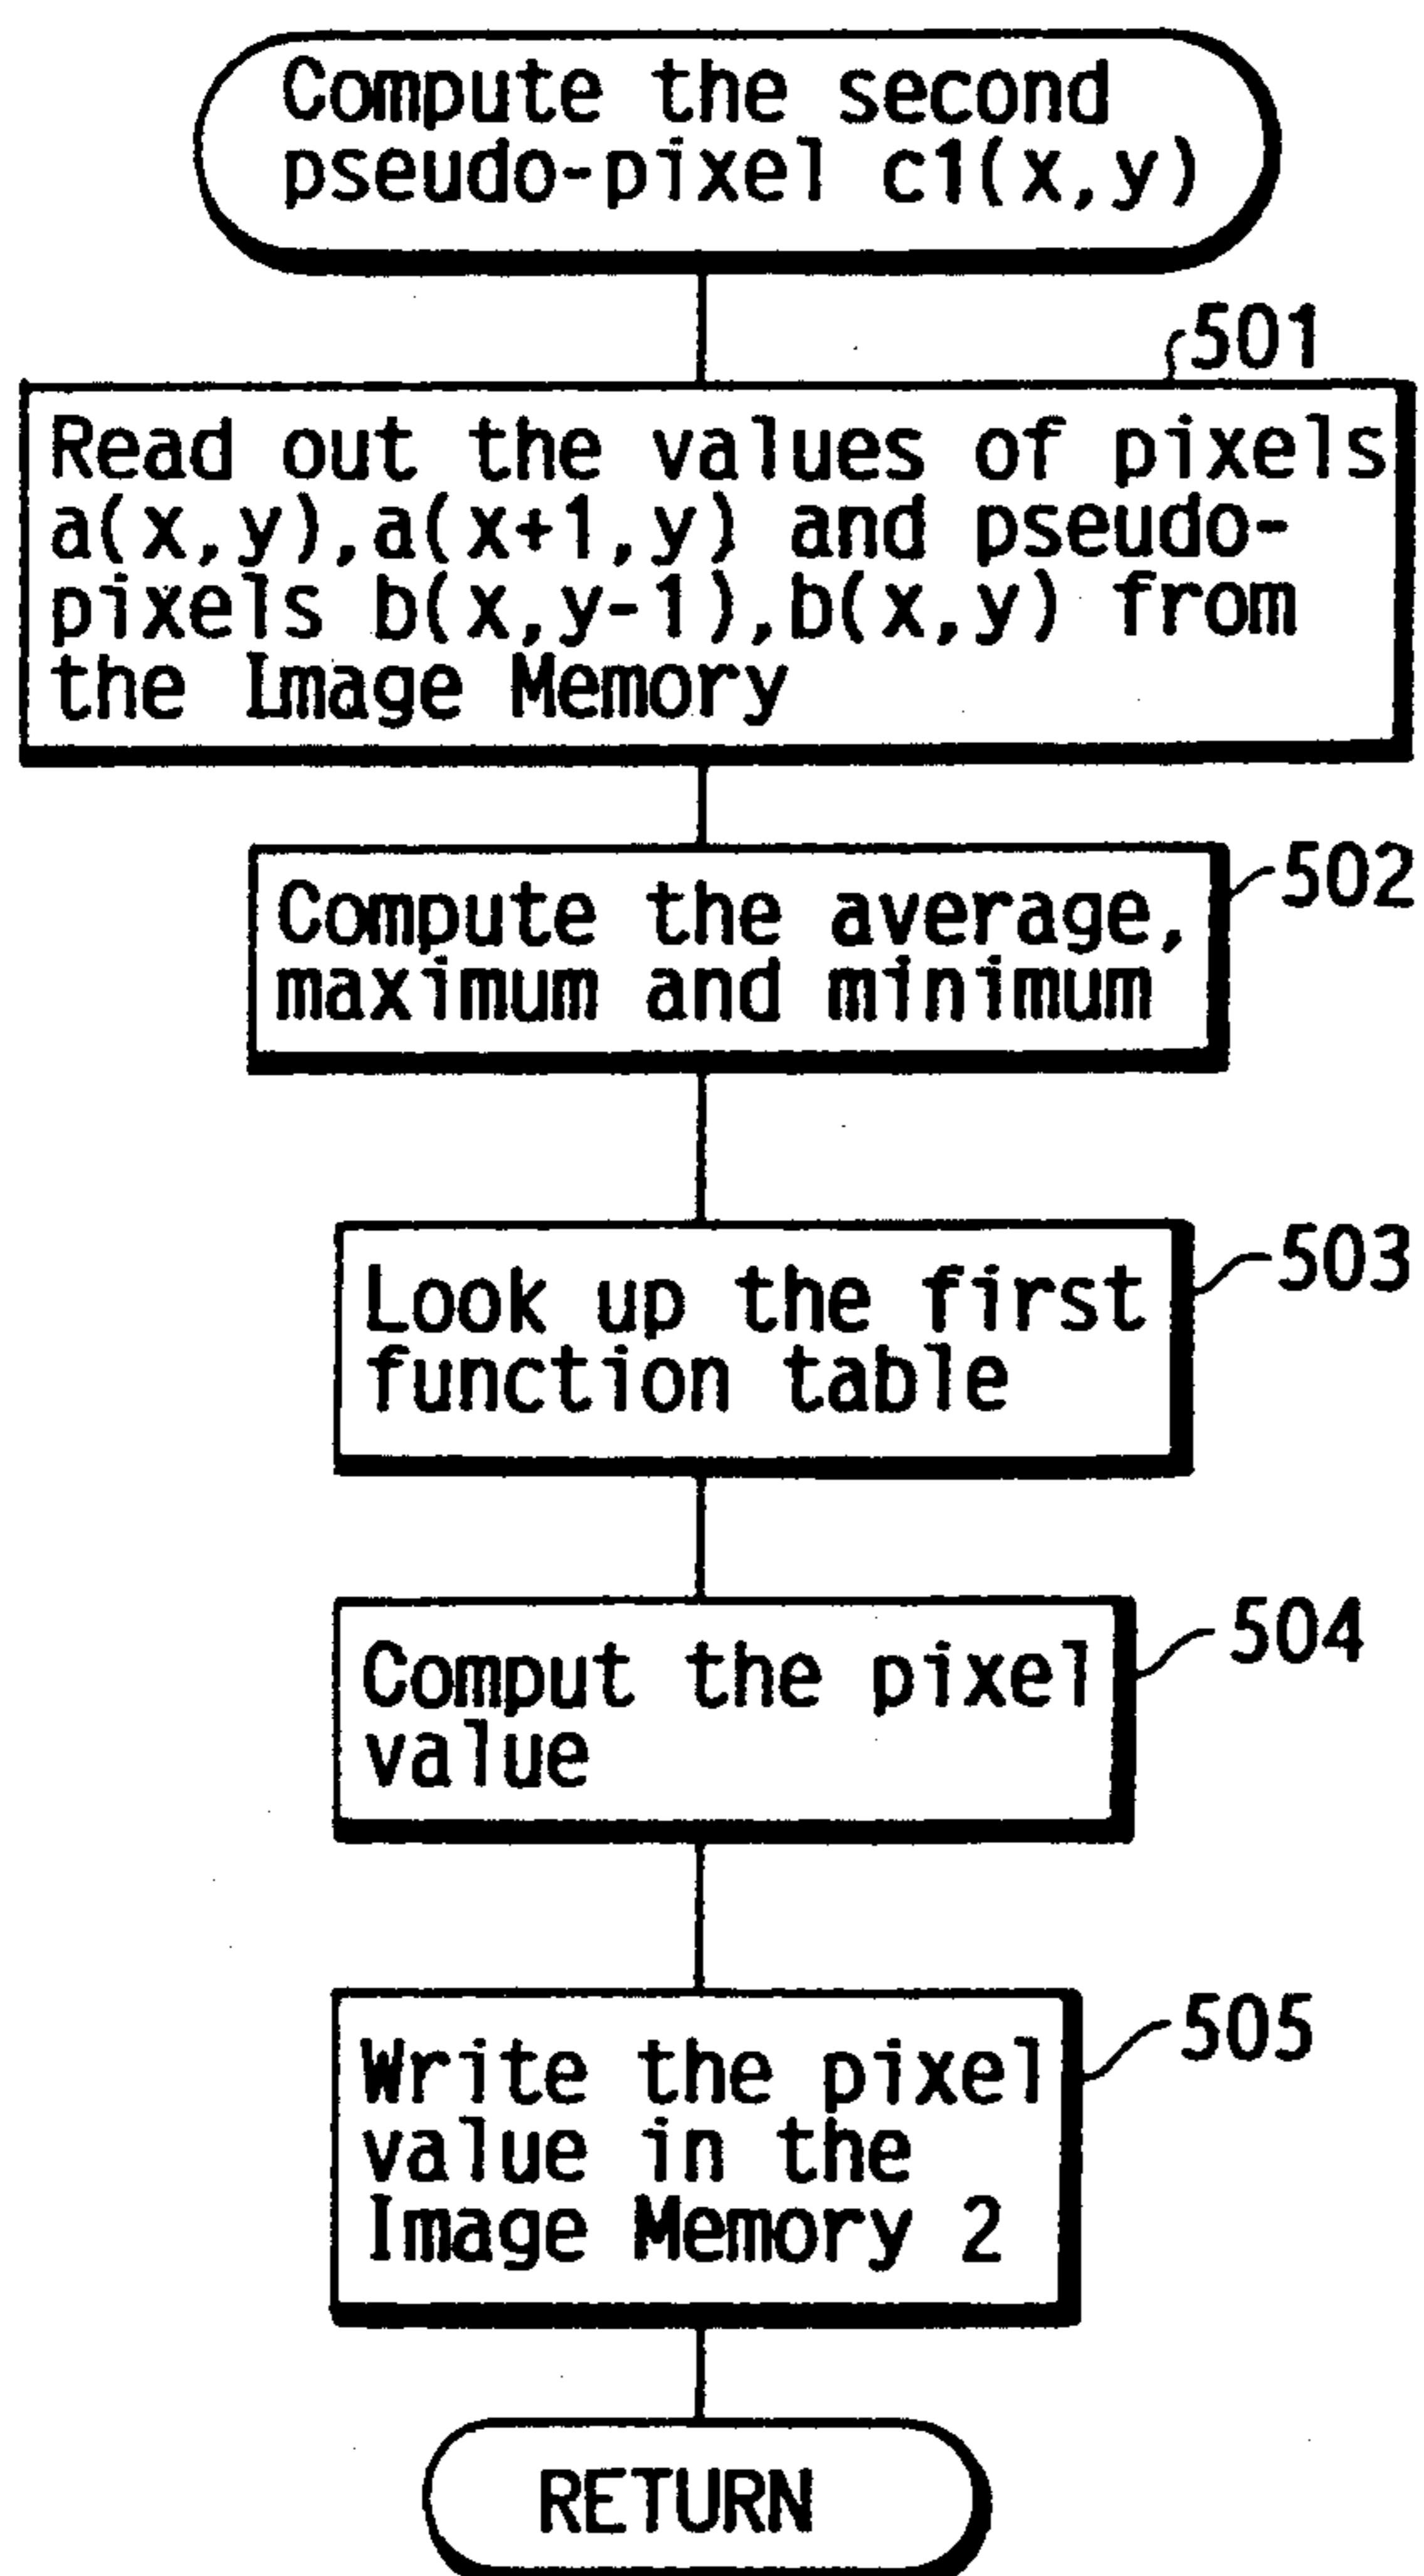 Compute the second
pseudo-pixel c1(x,y)
501
Read out the values of pixels
a(x,y),a(x+1,y) and pseudo-
pixels b(x,y-1),b(x,y) from
the Image Memory
502
Compute the average,
maximum and minimum
503
Look up the first
function table
504
Comput the pixel
value
505
Write the pixel
value in the
Image Memory 2
RETURN